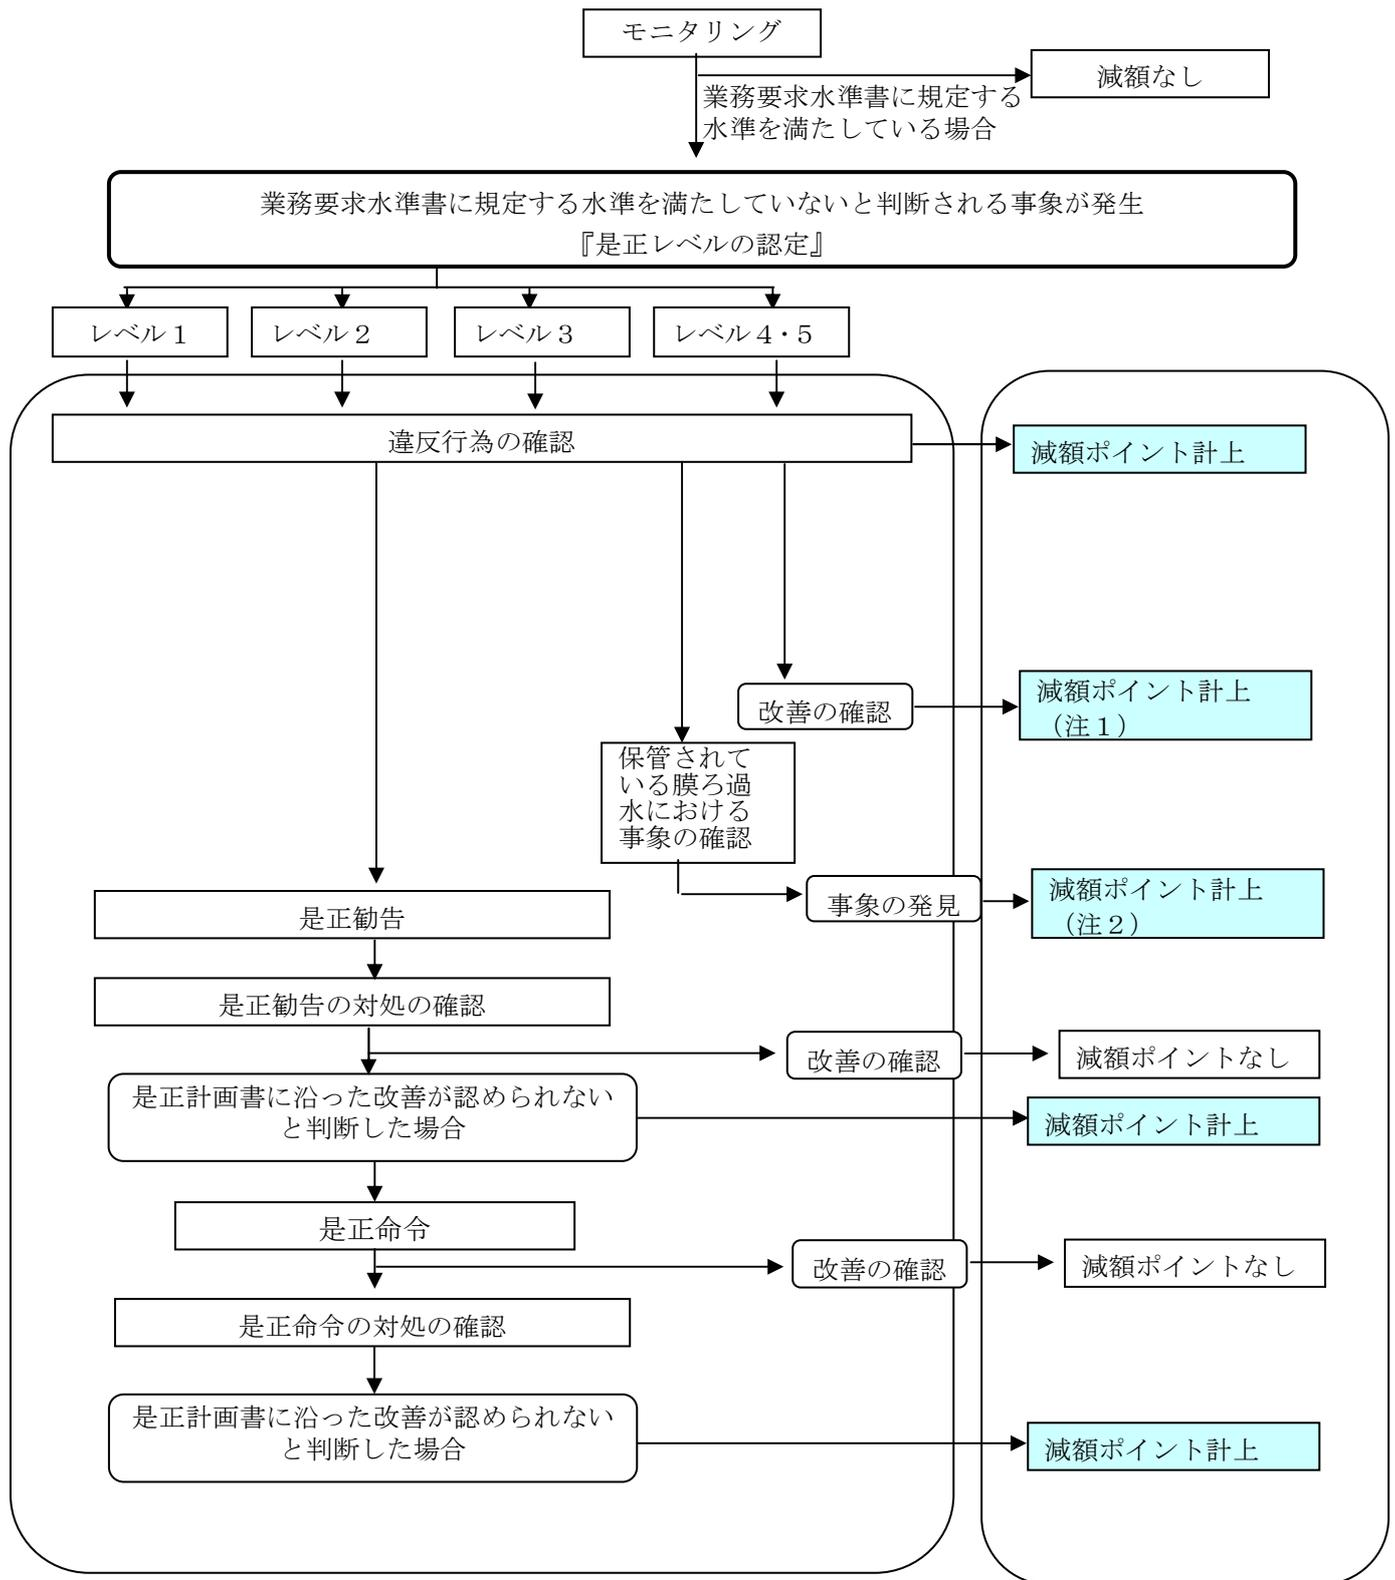 モニタリング
減額なし
業務要求水準書に規定する
水準を満たしている場合
業務要求水準書に規定する水準を満たしていないと判断される事象が発生
『是正レベルの認定』
レベル１
レベル２
レベル３
レベル４・５
違反行為の確認
減額ポイント計上
改善の確認
減額ポイント計上
（注１）
保管されて
いる膜ろ過
水における
事象の確認
事象の発見
減額ポイント計上
（注２）
是正勧告
是正勧告の対処の確認
改善の確認
減額ポイントなし
是正計画書に沿った改善が認められない
と判断した場合
減額ポイント計上
是正命令
改善の確認
減額ポイントなし
是正命令の対処の確認
是正計画書に沿った改善が認められない
と判断した場合
減額ポイント計上